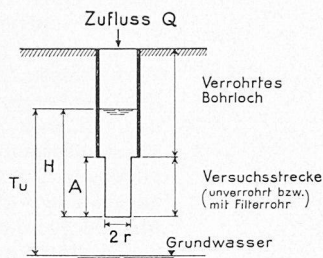 Zufluss Q
Verrohrtes
Bohrloch
H
Tu
A
Versuchsstrecke
(unverrohrt bzw.
mit Filterrohr)
2 r
Grundwasser